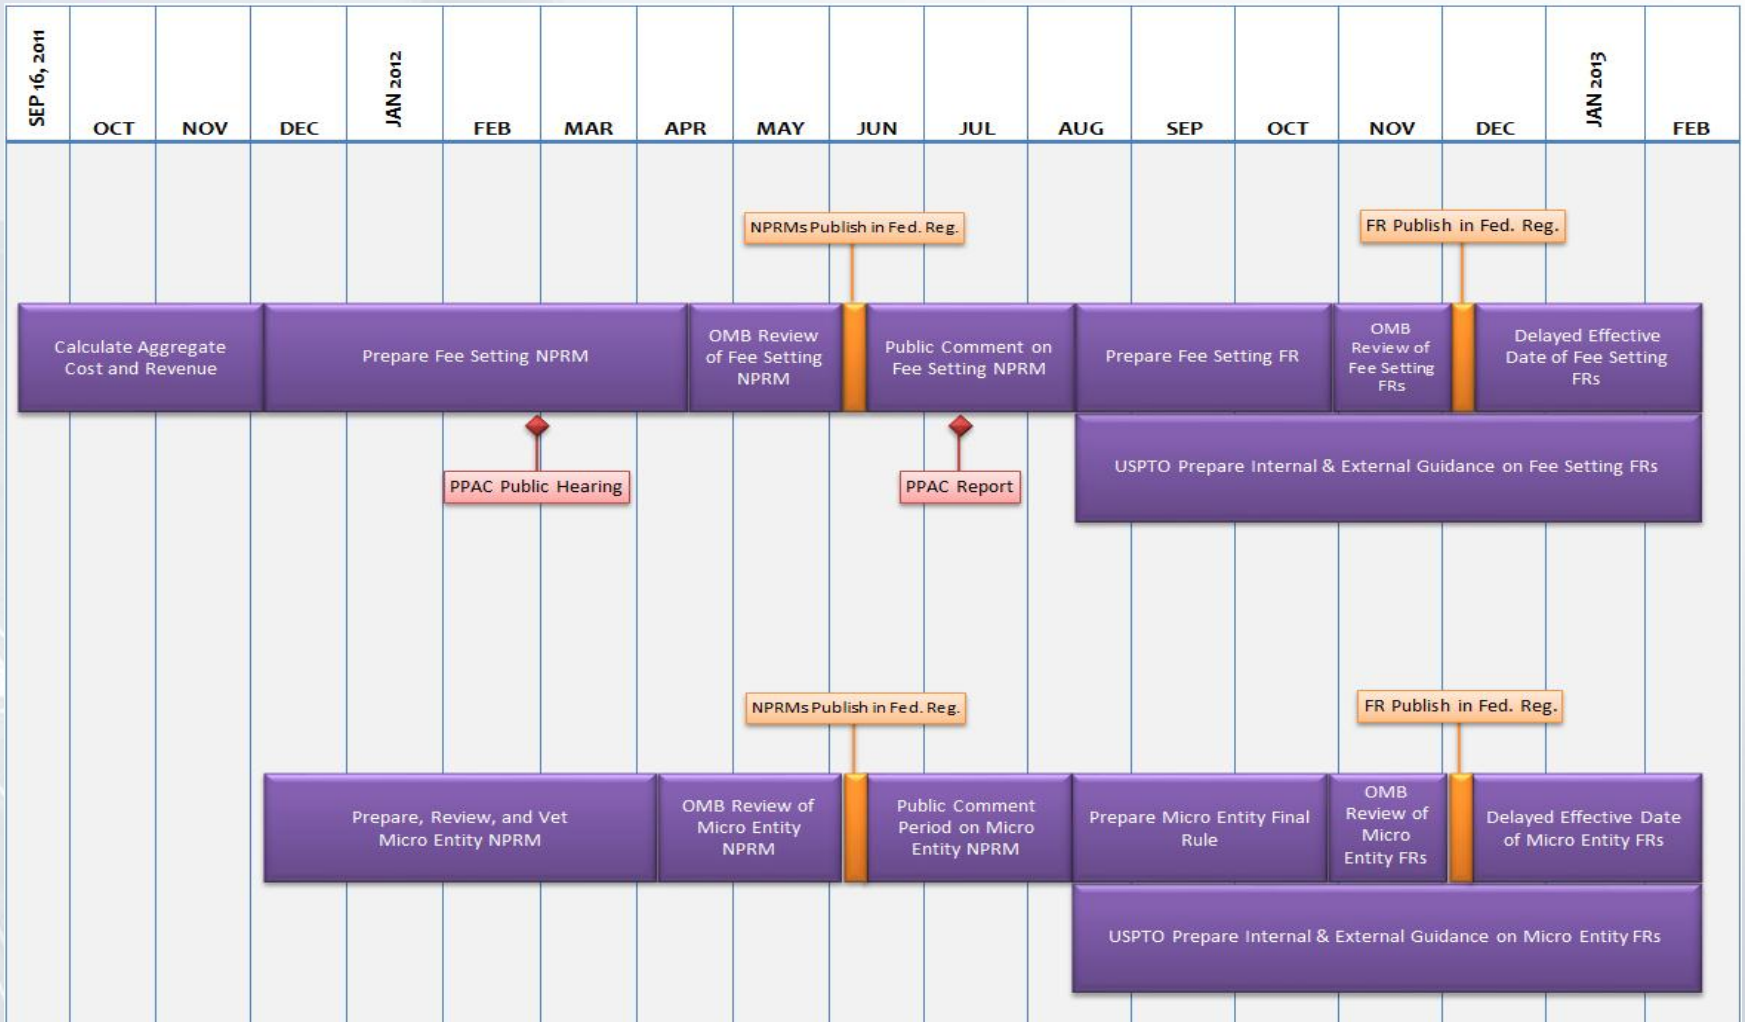 SEP 16, 2011
OCT
NOV
DEC
JAN 2012
FEB
MAR
APR
MAY
JUN
JUL
AUG
SEP
OCT
NOV
DEC
JAN 2013
FEB
NPRMs Publish in Fed. Reg.
FR Publish in Fed. Reg.
Calculate Aggregate
Cost and Revenue
Prepare Fee Setting NPRM
OMB Review
of Fee Setting
NPRM
Public Comment on
Fee Setting NPRM
Prepare Fee Setting FR
OMB
Review of
Fee Setting
FRs
Delayed Effective
Date of Fee Setting
FRs
PPAC Public Hearing
PPAC Report
USPTO Prepare Internal & External Guidance on Fee Setting FRs
NPRMs Publish in Fed. Reg.
FR Publish in Fed. Reg.
Prepare, Review, and Vet
Micro Entity NPRM
OMB Review of
Micro Entity
NPRM
Public Comment
Period on Micro
Entity NPRM
Prepare Micro Entity Final
Rule
OMB
Review of
Micro
Entity FRs
Delayed Effective Date
of Micro Entity FRs
USPTO Prepare Internal & External Guidance on Micro Entity FRs